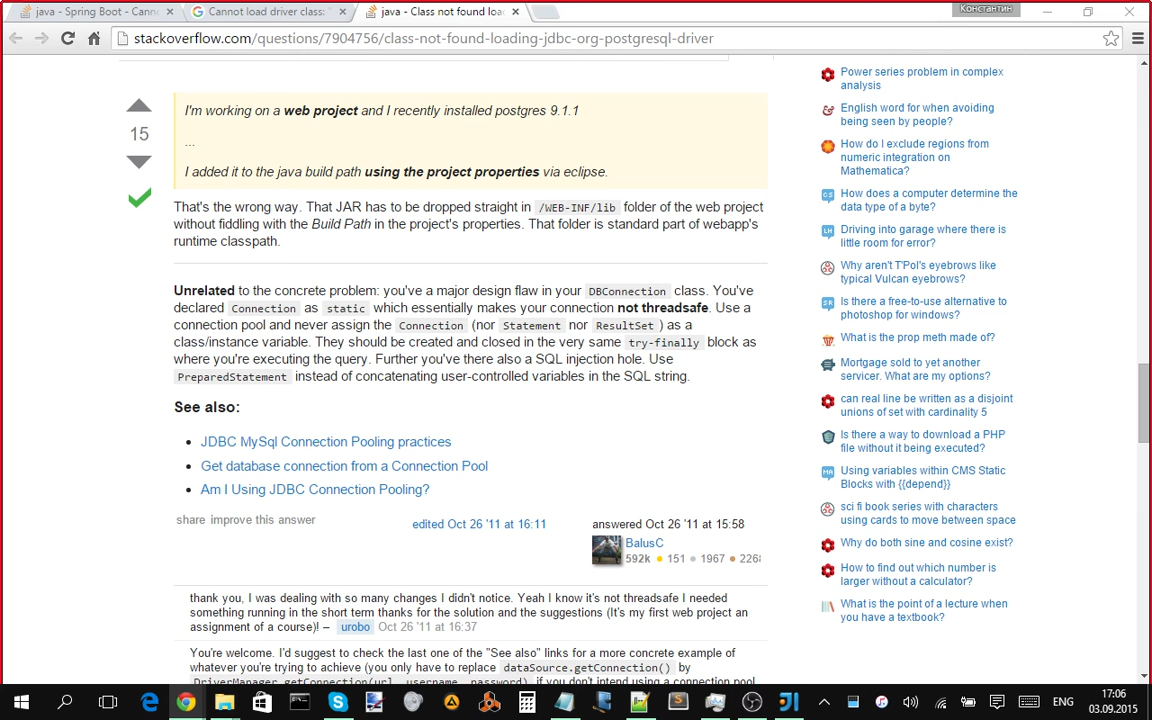 java - Spring Boot - Canno
Cannot load driver class: "
java - Class not found loa
Константин
stackoverflow.com/questions/7904756/class-not-found-loading-jdbc-org-postgresql-driver
15
I'm working on a web project and I recently installed postgres 9.1.1
...
I added it to the java build path using the project properties via eclipse.
That's the wrong way. That JAR has to be dropped straight in /WEB-INF/lib folder of the web project
without fiddling with the Build Path in the project's properties. That folder is standard part of webapp's
runtime classpath.
Unrelated to the concrete problem: you've a major design flaw in your DBConnection class. You've
declared Connection as static which essentially makes your connection not threadsafe. Use a
connection pool and never assign the Connection (nor Statement nor ResultSet) as a
class/instance variable. They should be created and closed in the very same try-finally block as
where you're executing the query. Further you've there also a SQL injection hole. Use
PreparedStatement instead of concatenating user-controlled variables in the SQL string.
See also:
• JDBC MySql Connection Pooling practices
• Get database connection from a Connection Pool
• Am I Using JDBC Connection Pooling?
share improve this answer
edited Oct 26 '11 at 16:11
answered Oct 26 '11 at 15:58
BalusC
592k 151 1967 2268
thank you, I was dealing with so many changes I didn't notice. Yeah I know it's not threadsafe I needed
something running in the short term thanks for the solution and the suggestions (It's my first web project an
assignment of a course)! – urobo Oct 26 '11 at 16:37
You're welcome. I'd suggest to check the last one of the "See also" links for a more concrete example of
whatever you're trying to achieve (you only have to replace dataSource.getConnection() by
DriverManager.getConnection(url, username, password) if you don't intend using a connection pool
Power series problem in complex
analysis
English word for when avoiding
being seen by people?
How do I exclude regions from
numeric integration on
Mathematica?
How does a computer determine the
data type of a byte?
Driving into garage where there is
little room for error?
Why aren't T'Pol's eyebrows like
typical Vulcan eyebrows?
Is there a free-to-use alternative to
photoshop for windows?
What is the prop meth made of?
Mortgage sold to yet another
servicer. What are my options?
can real line be written as a disjoint
unions of set with cardinality 5
Is there a way to download a PHP
file without it being executed?
Using variables within CMS Static
Blocks with {{depend}}
sci fi book series with characters
using cards to move between space
Why do both sine and cosine exist?
How to find out which number is
larger without a calculator?
What is the point of a lecture when
you have a textbook?
ENG
17:06
03.09.2015